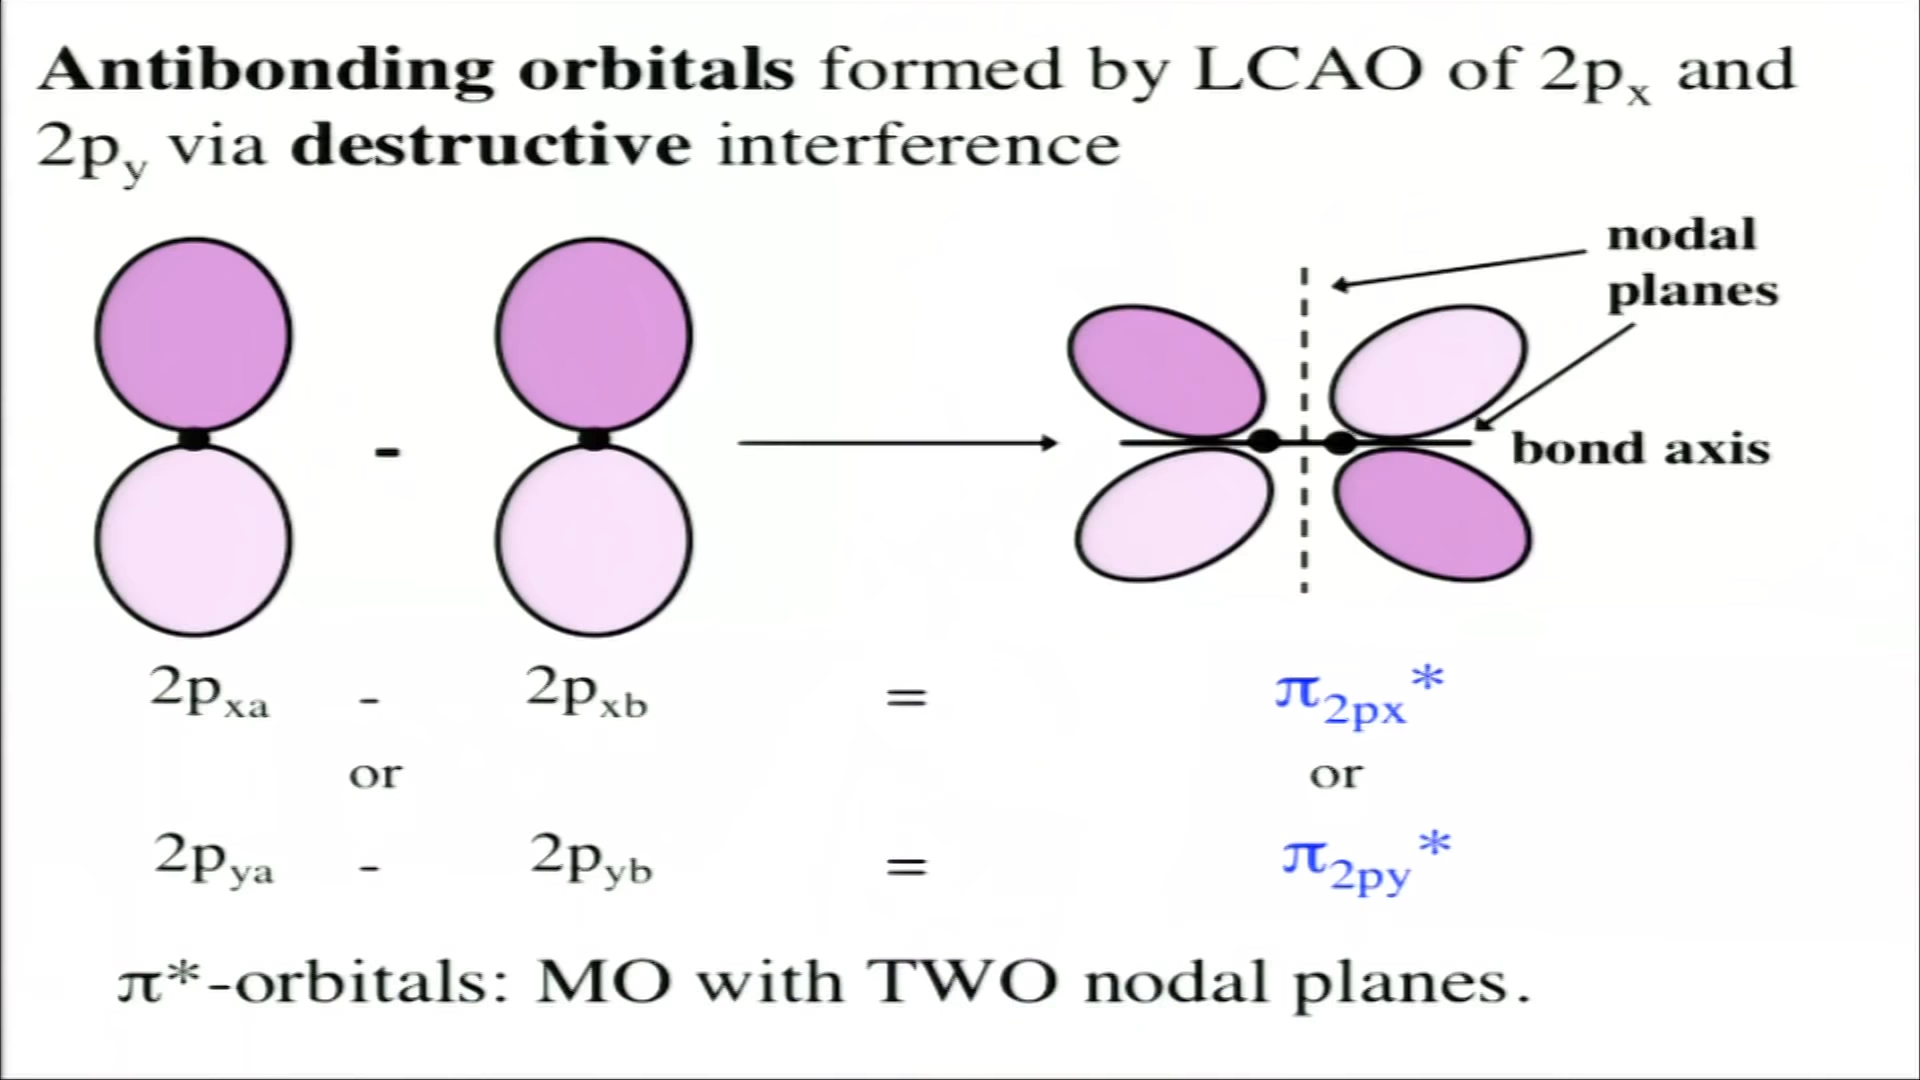 Antibonding orbitals formed by LCAO of 2pₓ and
2pᵧ via destructive interference
nodal
planes
-
bond axis
2pxa - 2pxb = π2px*
or or
2pya - 2pyb = π2py*
π*-orbitals: MO with TWO nodal planes.